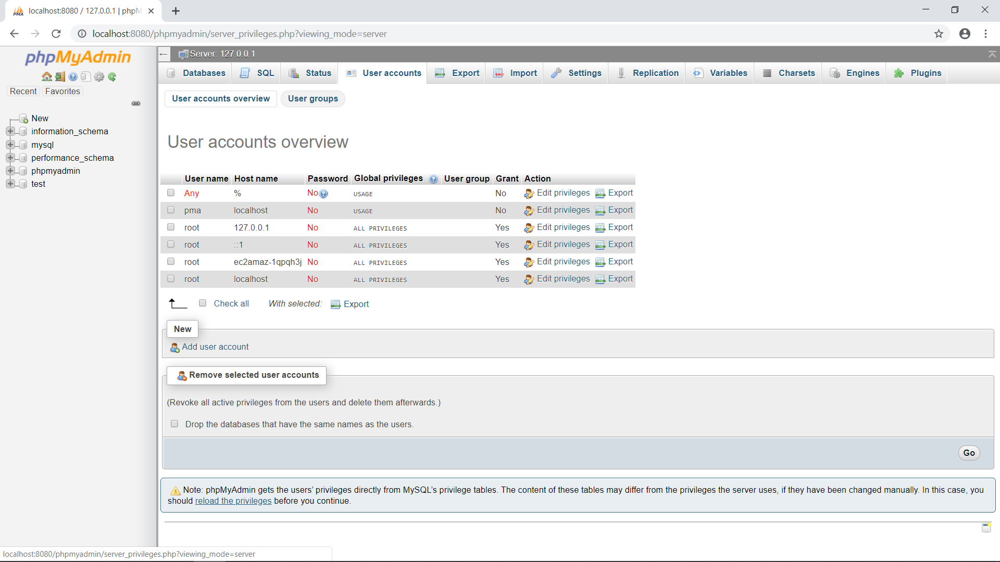 localhost:8080 / 127.0.0.1 | phpM
localhost:8080/phpmyadmin/server_privileges.php?viewing_mode=server
phpMyAdmin
Recent Favorites
New
information_schema
mysql
performance_schema
phpmyadmin
test
Server: 127.0.0.1
Databases SQL Status User accounts Export Import Settings Replication Variables Charsets Engines Plugins
User accounts overview User groups
User accounts overview
User name Host name Password Global privileges User group Grant Action
Any % No USAGE No Edit privileges Export
pma localhost No USAGE No Edit privileges Export
root 127.0.0.1 No ALL PRIVILEGES Yes Edit privileges Export
root ::1 No ALL PRIVILEGES Yes Edit privileges Export
root ec2amaz-1qpqh3j No ALL PRIVILEGES Yes Edit privileges Export
root localhost No ALL PRIVILEGES Yes Edit privileges Export
Check all With selected: Export
New
Add user account
Remove selected user accounts
(Revoke all active privileges from the users and delete them afterwards.)
Drop the databases that have the same names as the users.
Go
Note: phpMyAdmin gets the users’ privileges directly from MySQL’s privilege tables. The content of these tables may differ from the privileges the server uses, if they have been changed manually. In this case, you
should reload the privileges before you continue.
localhost:8080/phpmyadmin/server_privileges.php?viewing_mode=server